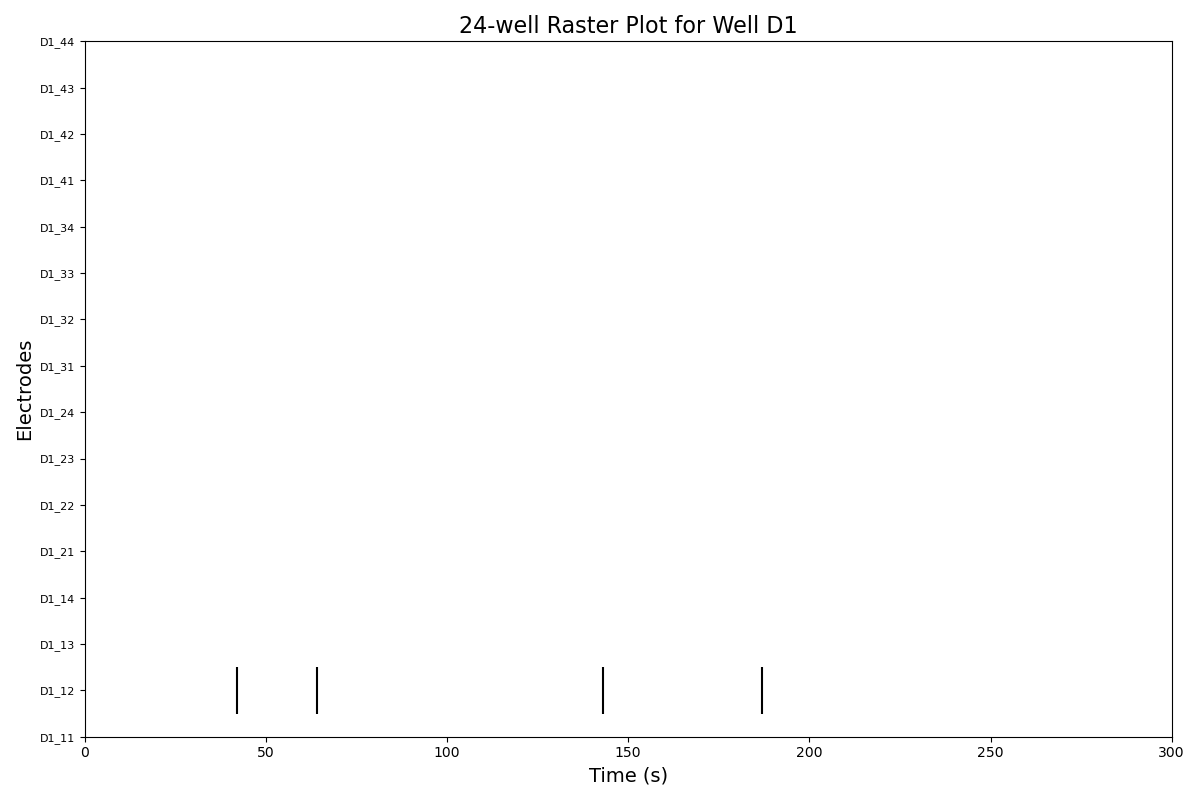 24-well Raster Plot for Well D1
D1_44
D1_43
D1_42
D1_41
D1_34
D1_33
D1_32
D1_31
D1_24
D1_23
D1_22
D1_21
D1_14
D1_13
D1_12
D1_11
Electrodes
0 50 100 150 200 250 300
Time (s)